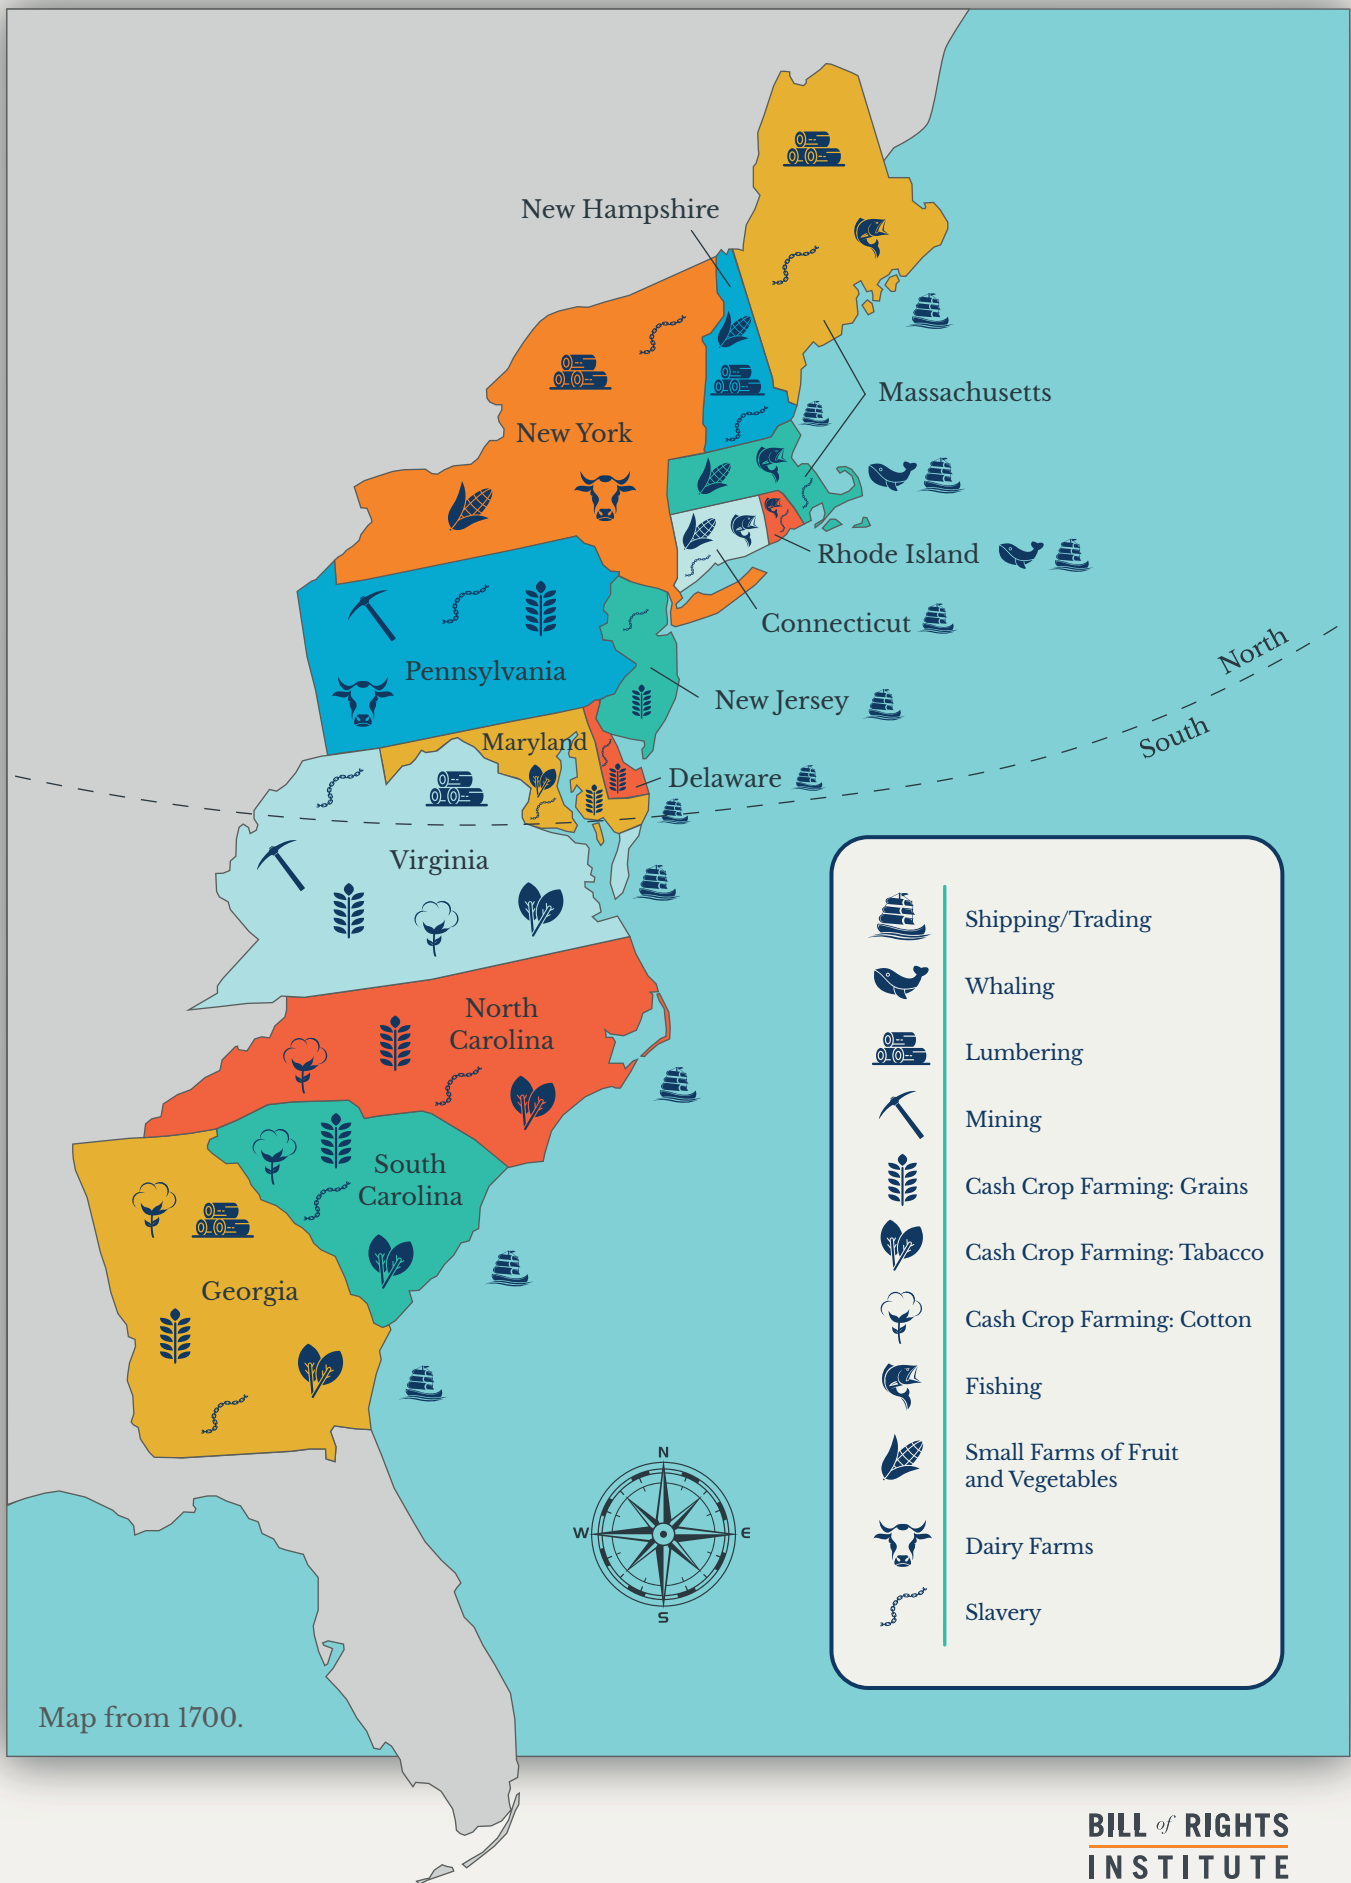 New Hampshire
Massachusetts
New York
Rhode Island
Connecticut
Pennsylvania
New Jersey
North
South
Maryland
Delaware
Virginia
North
Carolina
South
Carolina
Georgia
Shipping/Trading
Whaling
Lumbering
Mining
Cash Crop Farming: Grains
Cash Crop Farming: Tabacco
Cash Crop Farming: Cotton
Fishing
Small Farms of Fruit
and Vegetables
Dairy Farms
Slavery
N
W
E
S
Map from 1700.
BILL of RIGHTS
INSTITUTE